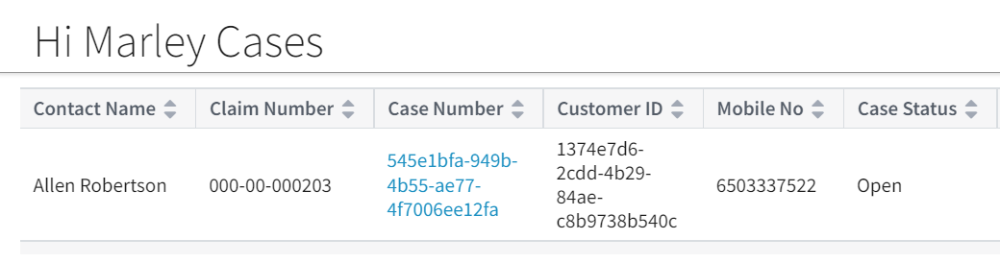 Hi Marley Cases
Contact Name Claim Number Case Number Customer ID Mobile No Case Status
Allen Robertson 000-00-000203 545e1bfa-949b-
4b55-ae77-
4f7006ee12fa 1374e7d6-
2cdd-4b29-
84ae-
c8b9738b540c 6503337522 Open